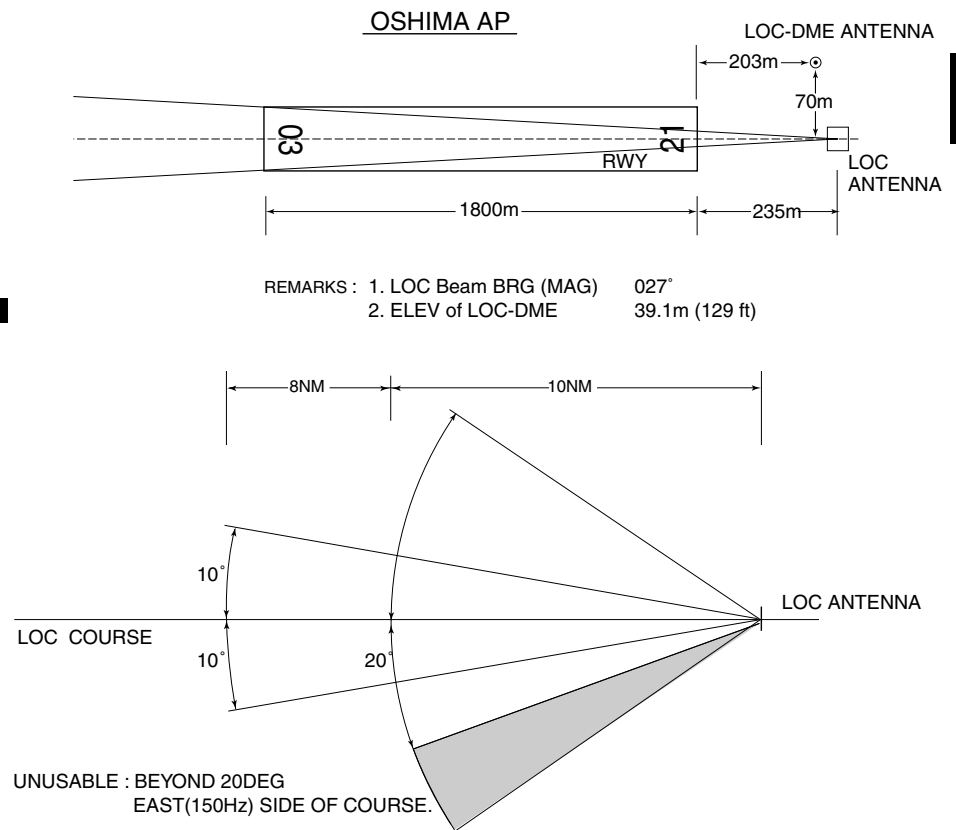 OSHIMA AP
LOC-DME ANTENNA
203m
70m
03
21
RWY
LOC
ANTENNA
1800m
235m
REMARKS : 1. LOC Beam BRG (MAG) 027°
2. ELEV of LOC-DME 39.1m (129 ft)
8NM
10NM
10°
LOC ANTENNA
LOC COURSE
10°
20°
UNUSABLE : BEYOND 20DEG
EAST(150Hz) SIDE OF COURSE.